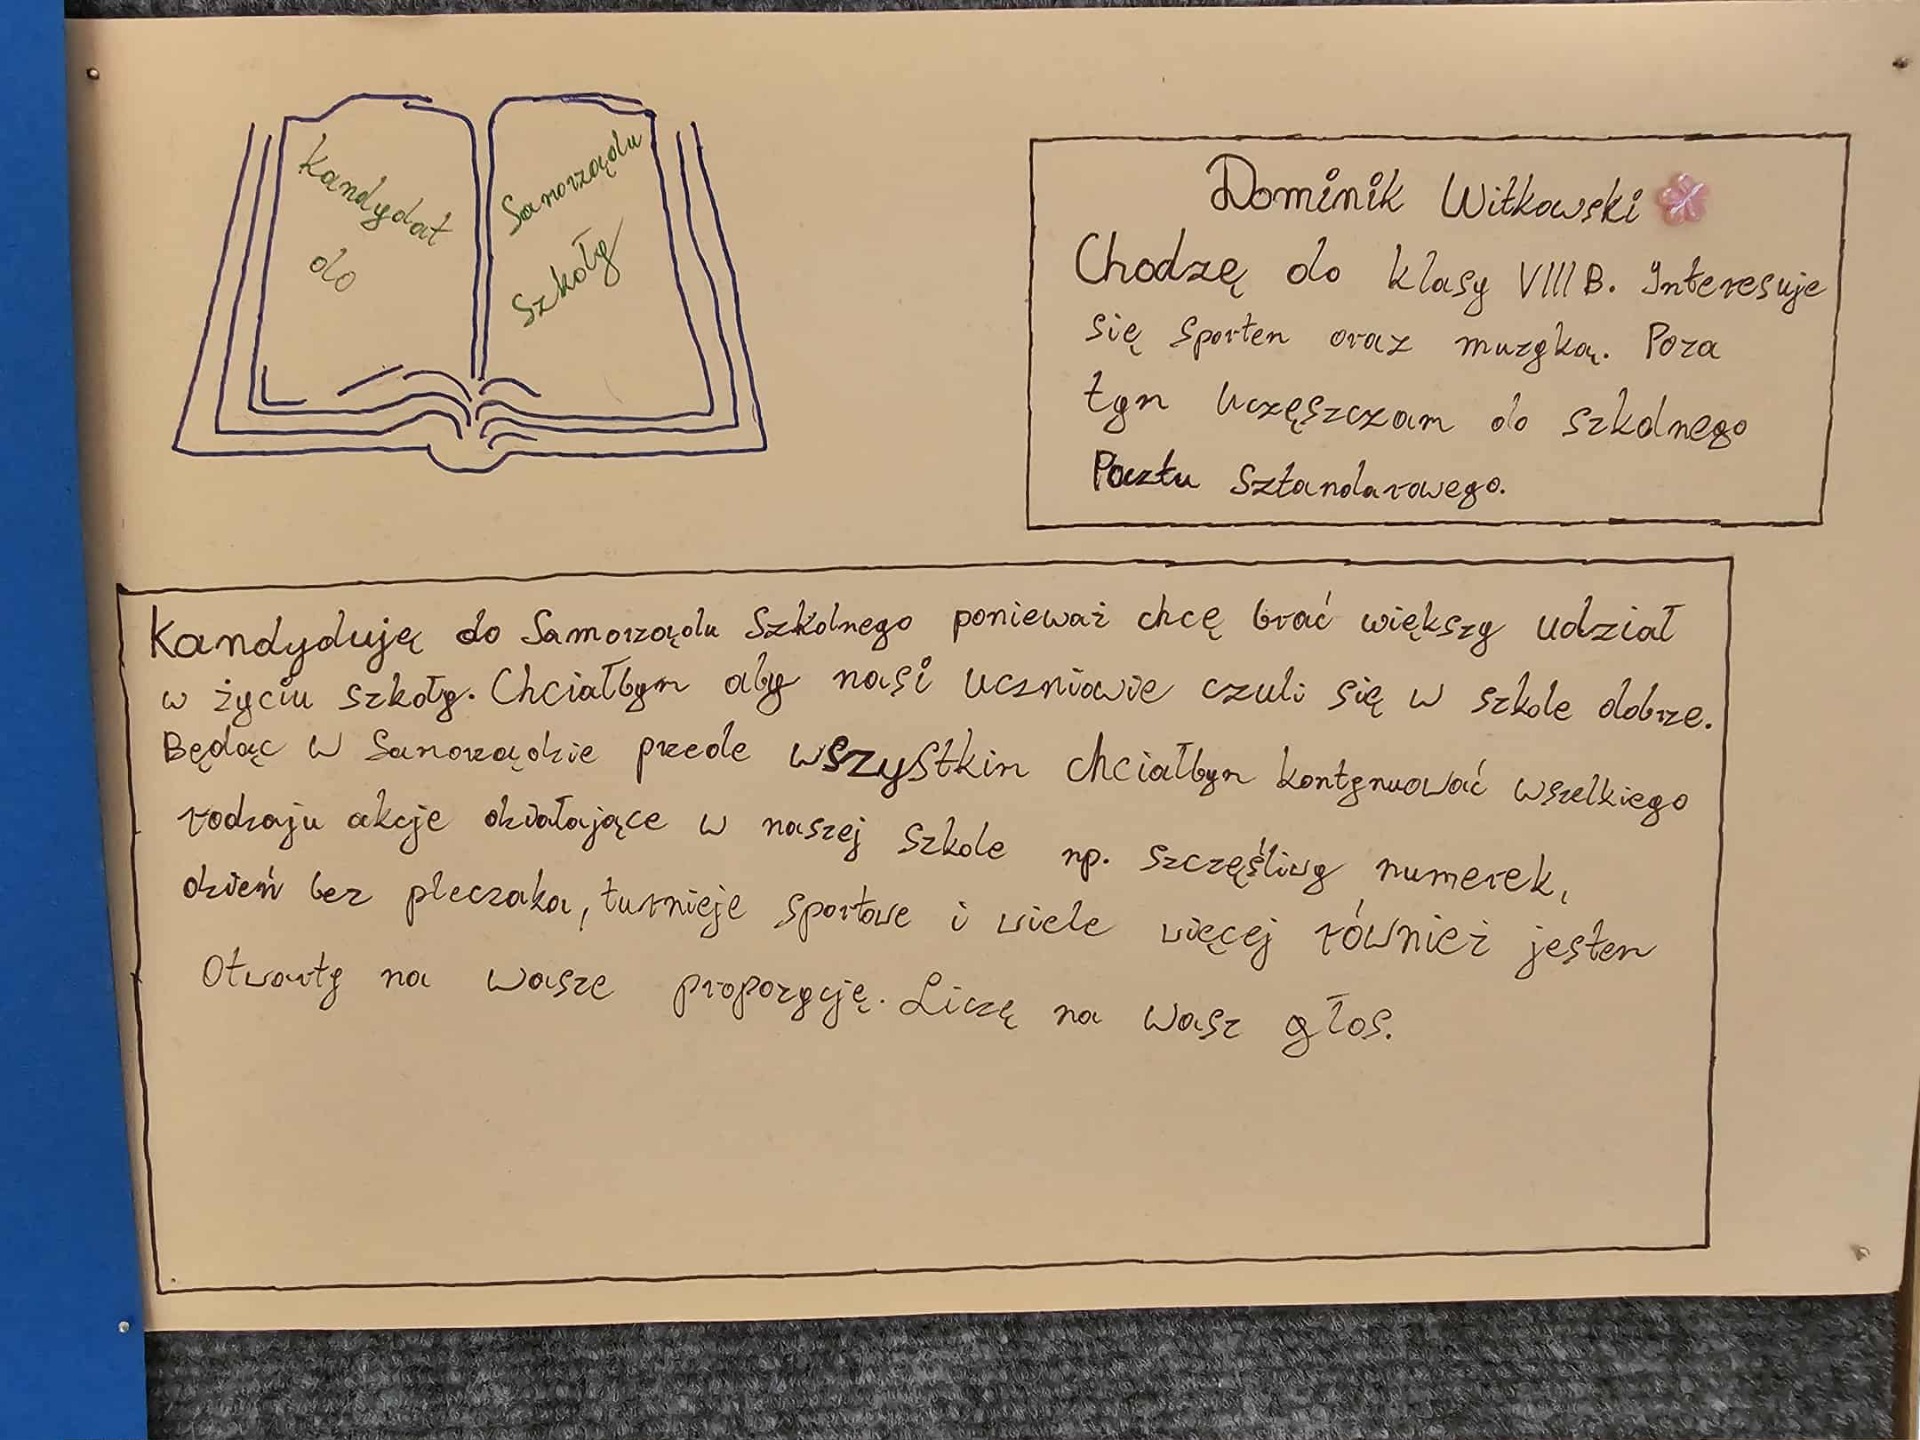 Kandydat
do
Samorządu
Szkoły
Dominik Witkowski
Chodzę do klasy VIII B. Interesuje
się sportem oraz muzyką. Poza
tym uczęszczam do szkolnego
Pocztu Sztandarowego.
Kandyduję do Samorządu Szkolnego ponieważ chcę brać większy udział
w życiu szkoły. Chciałbym aby nasi uczniowie czuli się w szkole dobrze.
Będąc w Samorządzie przede wszystkim chciałbym kontynuować wszelkiego
rodzaju akcje działające w naszej szkole np. szczęśliwy numerek,
dzień bez plecaka, turnieje sportowe i wiele więcej również jestem
Otwarty na wasze propozycję. Liczę na wasz głos.